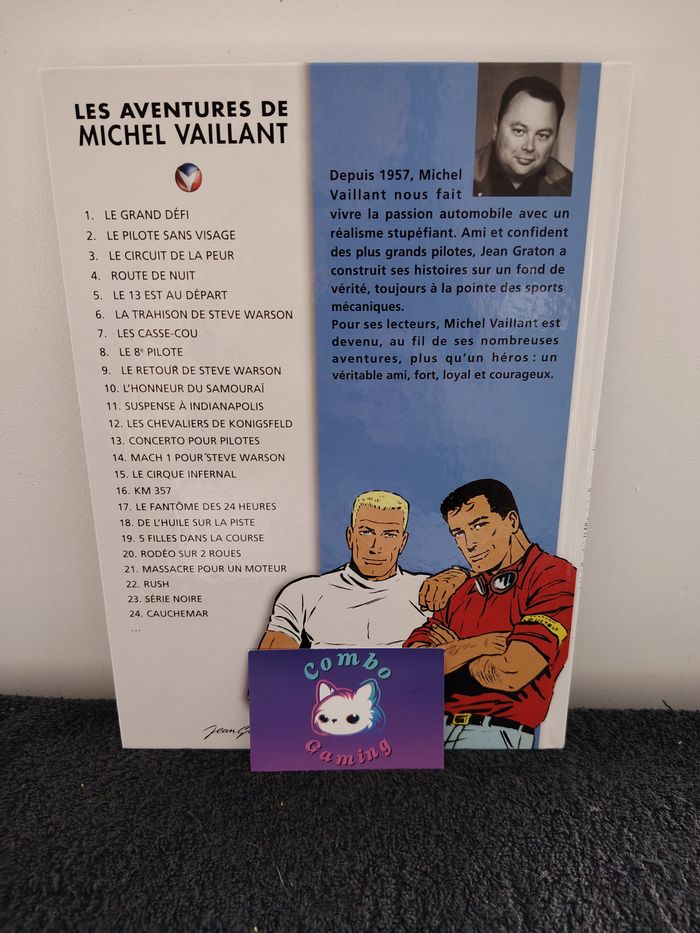 LES AVENTURES DE
MICHEL VAILLANT
1. LE GRAND DÉFI
2. LE PILOTE SANS VISAGE
3. LE CIRCUIT DE LA PEUR
4. ROUTE DE NUIT
5. LE 13 EST AU DÉPART
6. LA TRAHISON DE STEVE WARSON
7. LES CASSE-COU
8. LE 8e PILOTE
9. LE RETOUR DE STEVE WARSON
10. L'HONNEUR DU SAMOURAÏ
11. SUSPENSE À INDIANAPOLIS
12. LES CHEVALIERS DE KONIGSFELD
13. CONCERTO POUR PILOTES
14. MACH 1 POUR STEVE WARSON
15. LE CIRQUE INFERNAL
16. KM 357
17. LE FANTÔME DES 24 HEURES
18. DE L'HUILE SUR LA PISTE
19. 5 FILLES DANS LA COURSE
20. RODÉO SUR 2 ROUES
21. MASSACRE POUR UN MOTEUR
22. RUSH
23. SÉRIE NOIRE
24. CAUCHEMAR
...
Depuis 1957, Michel
Vaillant nous fait
vivre la passion automobile avec un
réalisme stupéfiant. Ami et confident
des plus grands pilotes, Jean Graton a
construit ses histoires sur un fond de
vérité, toujours à la pointe des sports
mécaniques.
Pour ses lecteurs, Michel Vaillant est
devenu, au fil de ses nombreuses
aventures, plus qu'un héros : un
véritable ami, fort, loyal et courageux.
Jean
Combo
Gaming